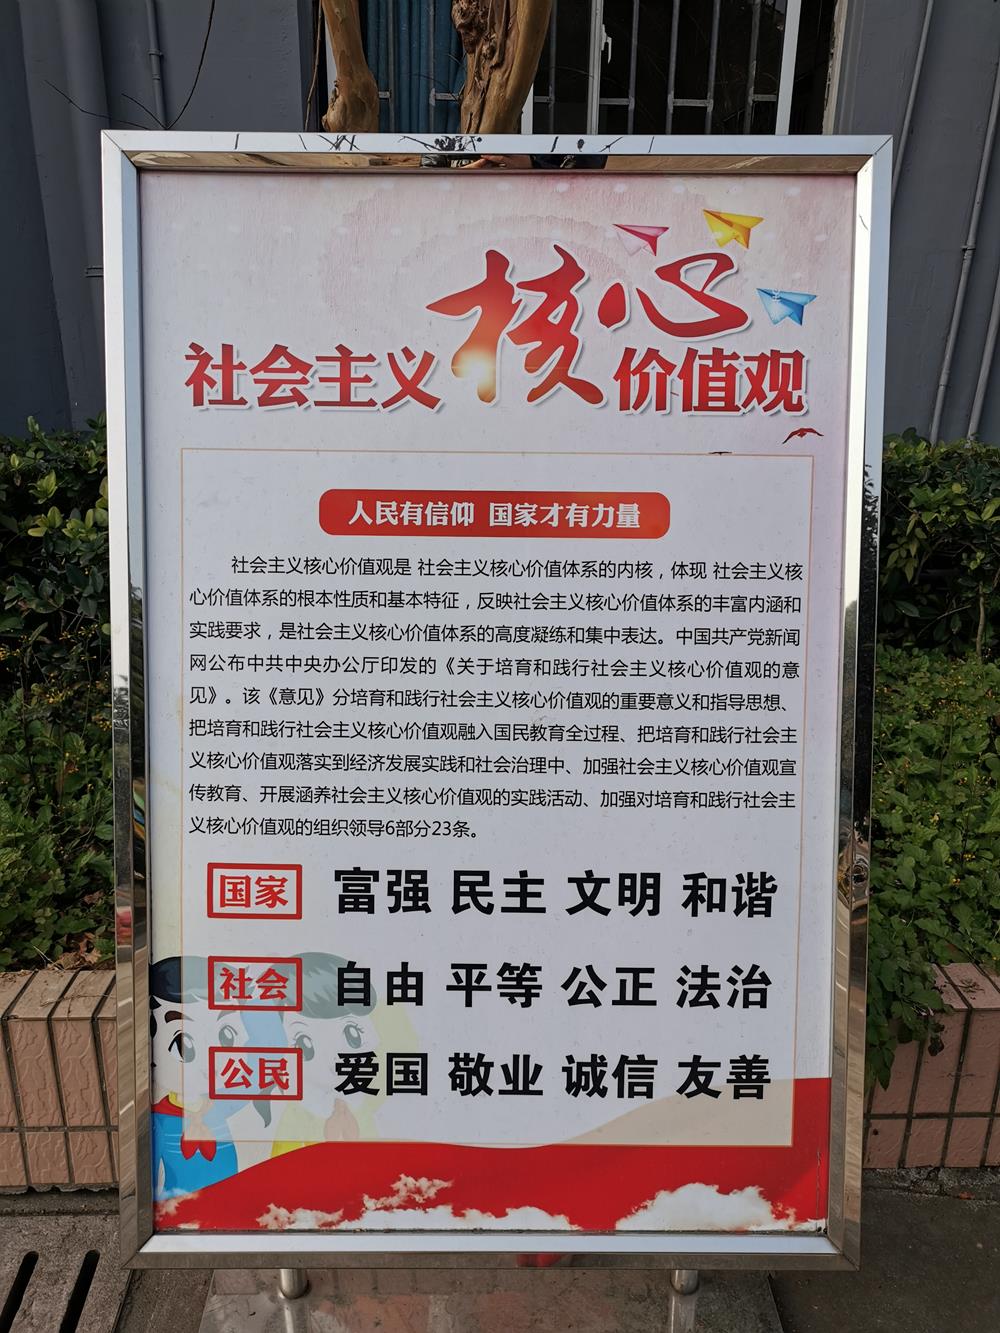 社会主义核心价值观
人民有信仰 国家才有力量
社会主义核心价值观是 社会主义核心价值体系的内核，体现 社会主义核
心价值体系的根本性质和基本特征，反映社会主义核心价值体系的丰富内涵和
实践要求，是社会主义核心价值体系的高度凝练和集中表达。中国共产党新闻
网公布中共中央办公厅印发的《关于培育和践行社会主义核心价值观的意
见》。该《意见》分培育和践行社会主义核心价值观的重要意义和指导思想、
把培育和践行社会主义核心价值观融入国民教育全过程、把培育和践行社会主
义核心价值观落实到经济发展实践和社会治理中、加强社会主义核心价值观宣
传教育、开展涵养社会主义核心价值观的实践活动、加强对培育和践行社会主
义核心价值观的组织领导6部分23条。
国家 富强 民主 文明 和谐
社会 自由 平等 公正 法治
公民 爱国 敬业 诚信 友善